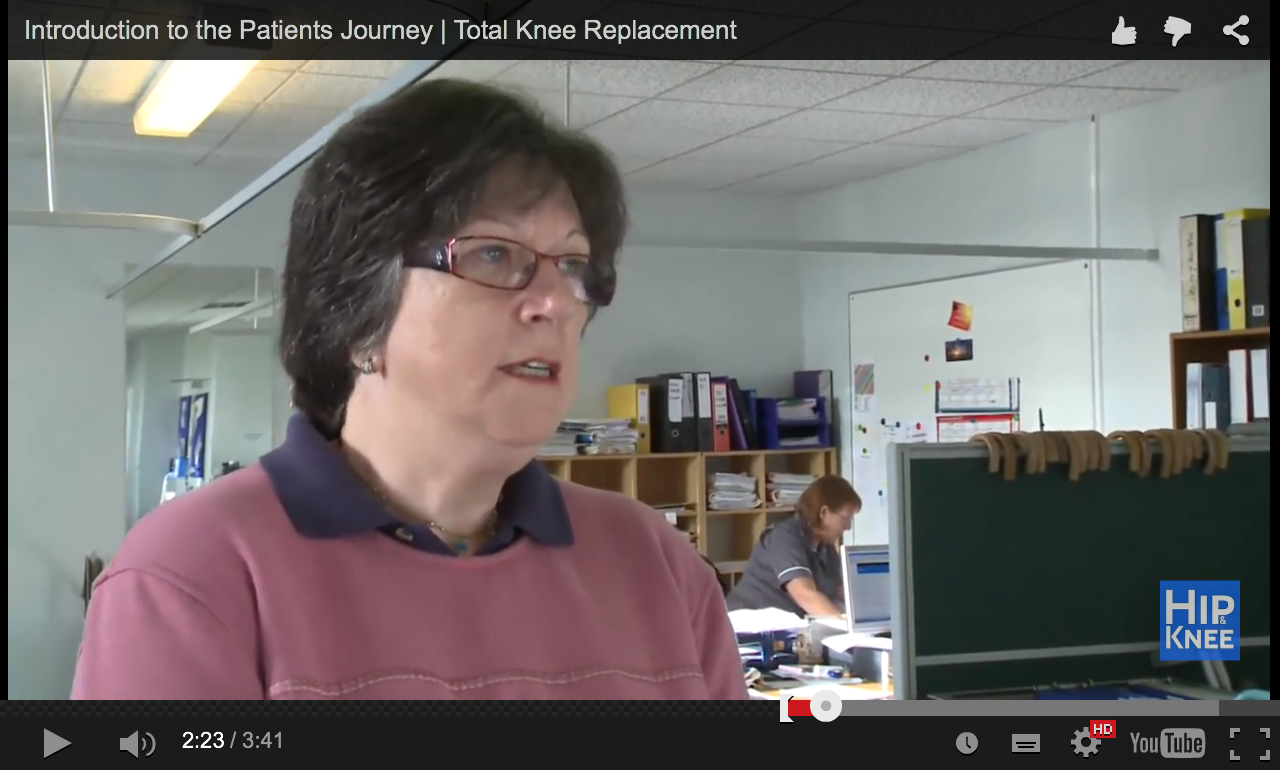 Introduction to the Patients Journey | Total Knee Replacement
HIP
&
KNEE
2:23 / 3:41
HD
YouTube